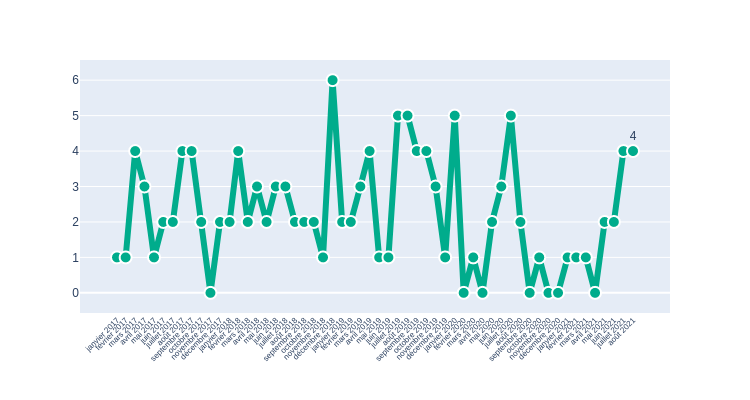 6
5
4
3
2
1
0
4
janvier 2017
février 2017
mars 2017
avril 2017
mai 2017
juin 2017
juillet 2017
août 2017
septembre 2017
octobre 2017
novembre 2017
décembre 2017
janvier 2018
février 2018
mars 2018
avril 2018
mai 2018
juin 2018
juillet 2018
août 2018
septembre 2018
octobre 2018
novembre 2018
décembre 2018
janvier 2019
février 2019
mars 2019
avril 2019
mai 2019
juin 2019
juillet 2019
août 2019
septembre 2019
octobre 2019
novembre 2019
décembre 2019
janvier 2020
février 2020
mars 2020
avril 2020
mai 2020
juin 2020
juillet 2020
août 2020
septembre 2020
octobre 2020
novembre 2020
décembre 2020
janvier 2021
février 2021
mars 2021
avril 2021
mai 2021
juin 2021
juillet 2021
août 2021